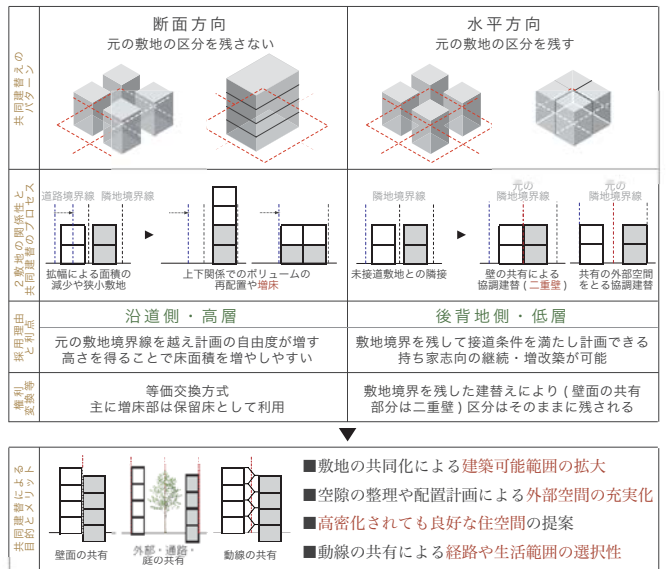 共同建替えの
パターン
断面方向
元の敷地の区分を残さない
水平方向
元の敷地の区分を残す
2敷地の関係性と
共同建替のプロセス
道路境界線
隣地境界線
拡幅による面積の
減少や狭小敷地
上下関係でのボリュームの
再配置や増床
隣地境界線
未接道敷地との隣接
元の
隣地境界線
壁の共有による
協調建替(二重壁)
元の
隣地境界線
共有の外部空間
をとる協調建替
採用理由
と利点
沿道側・高層
元の敷地境界線を越え計画の自由度が増す
高さを得ることで床面積を増やしやすい
後背地側・低層
敷地境界を残して接道条件を満たし計画できる
持ち家志向の継続・増改築が可能
権利
変換等
等価交換方式
主に増床部は保留床として利用
敷地境界を残した建替えにより(壁面の共有
部分は二重壁)区分はそのままに残される
共同建替による
目的とメリット
壁面の共有
外部・通路・
庭の共有
動線の共有
■敷地の共同化による建築可能範囲の拡大
■空隙の整理や配置計画による外部空間の充実化
■高密化されても良好な住空間の提案
■動線の共有による経路や生活範囲の選択性